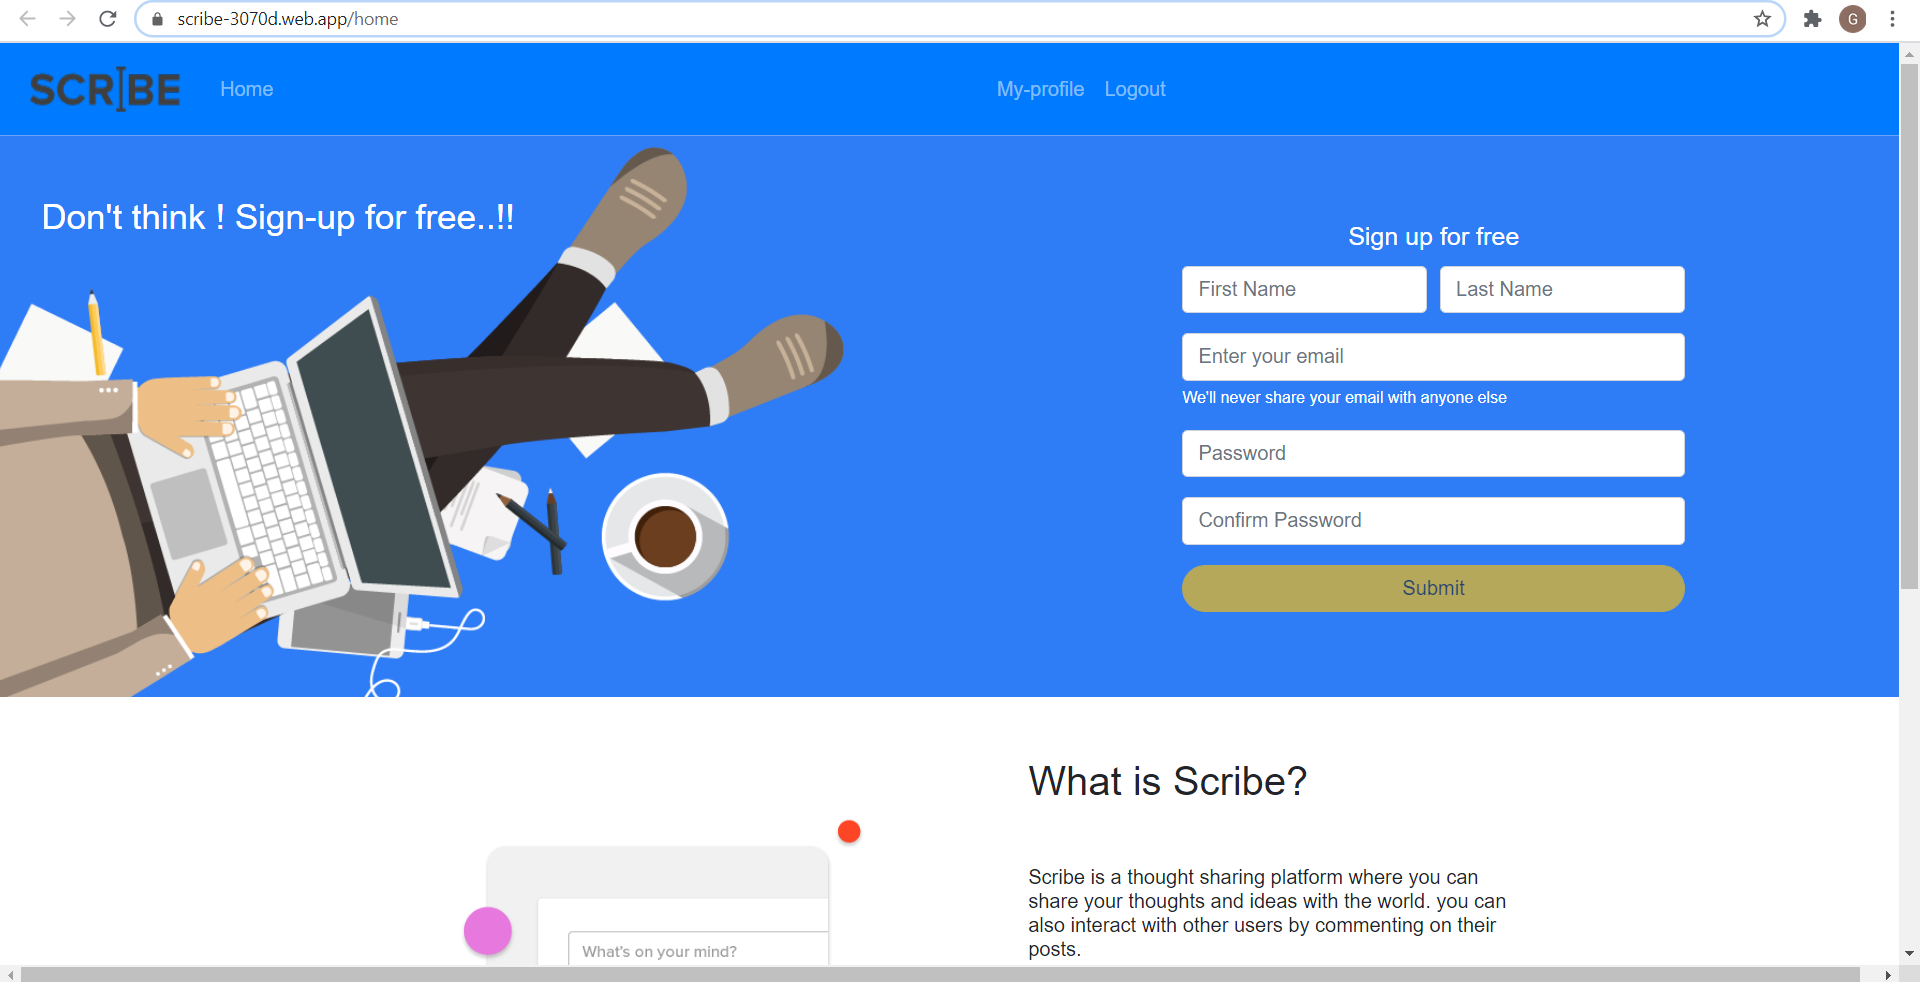 scribe-3070d.web.app/home
G
SCRIBE
Home
My-profile
Logout
Don't think ! Sign-up for free..!!
Sign up for free
First Name
Last Name
Enter your email
We'll never share your email with anyone else
Password
Confirm Password
Submit
What is Scribe?
Scribe is a thought sharing platform where you can
share your thoughts and ideas with the world. you can
also interact with other users by commenting on their
posts.
What's on your mind?